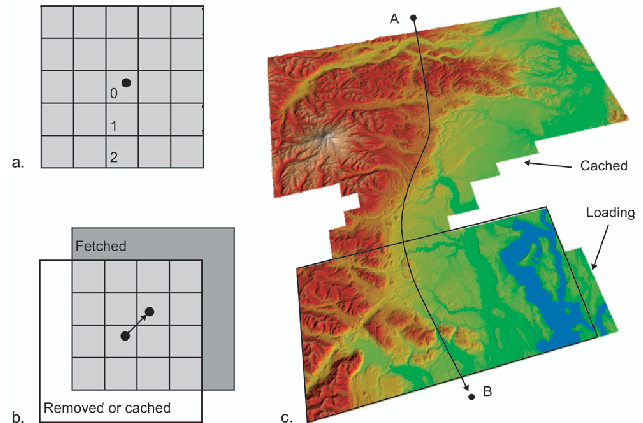 0
1
2
a.
Fetched
Removed or cached
b.
A
Cached
Loading
B
c.